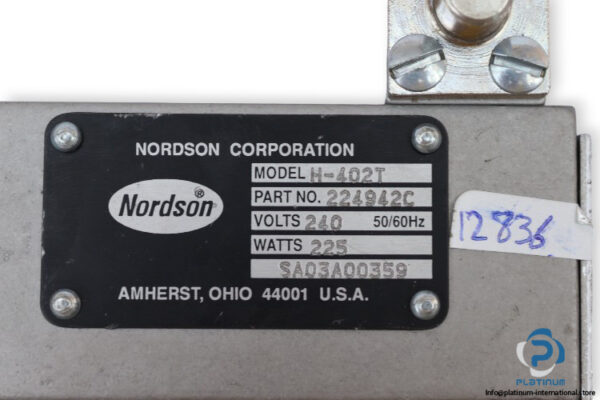 NORDSON CORPORATION
Nordson®
MODEL H-402T
PART NO. 224942C
VOLTS 240 50/60Hz
WATTS 225
SA03A00359
AMHERST, OHIO 44001 U.S.A.
12836
PLATINUM
https://platinum-international.store